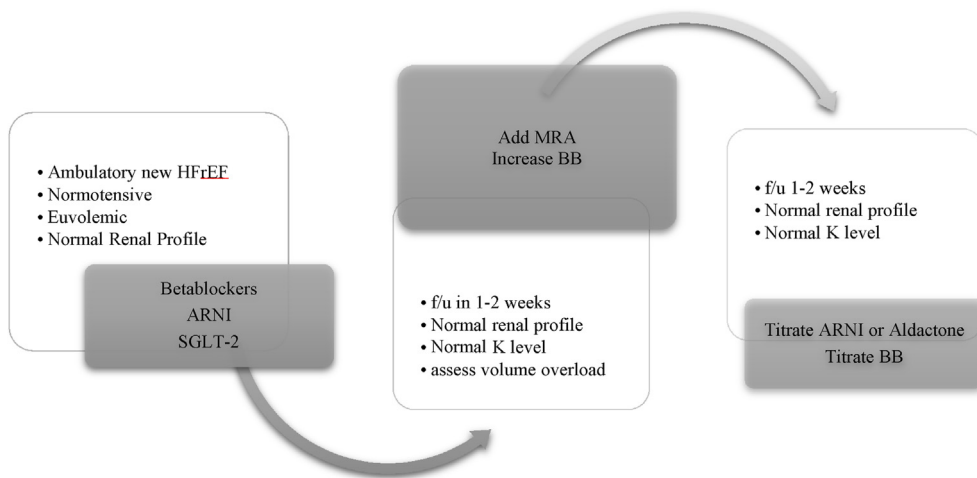 • Ambulatory new HFrEF
• Normotensive
• Euvolemic
• Normal Renal Profile
Betablockers
ARNI
SGLT-2
Add MRA
Increase BB
• f/u in 1-2 weeks
• Normal renal profile
• Normal K level
• assess volume overload
• f/u 1-2 weeks
• Normal renal profile
• Normal K level
Titrate ARNI or Aldactone
Titrate BB